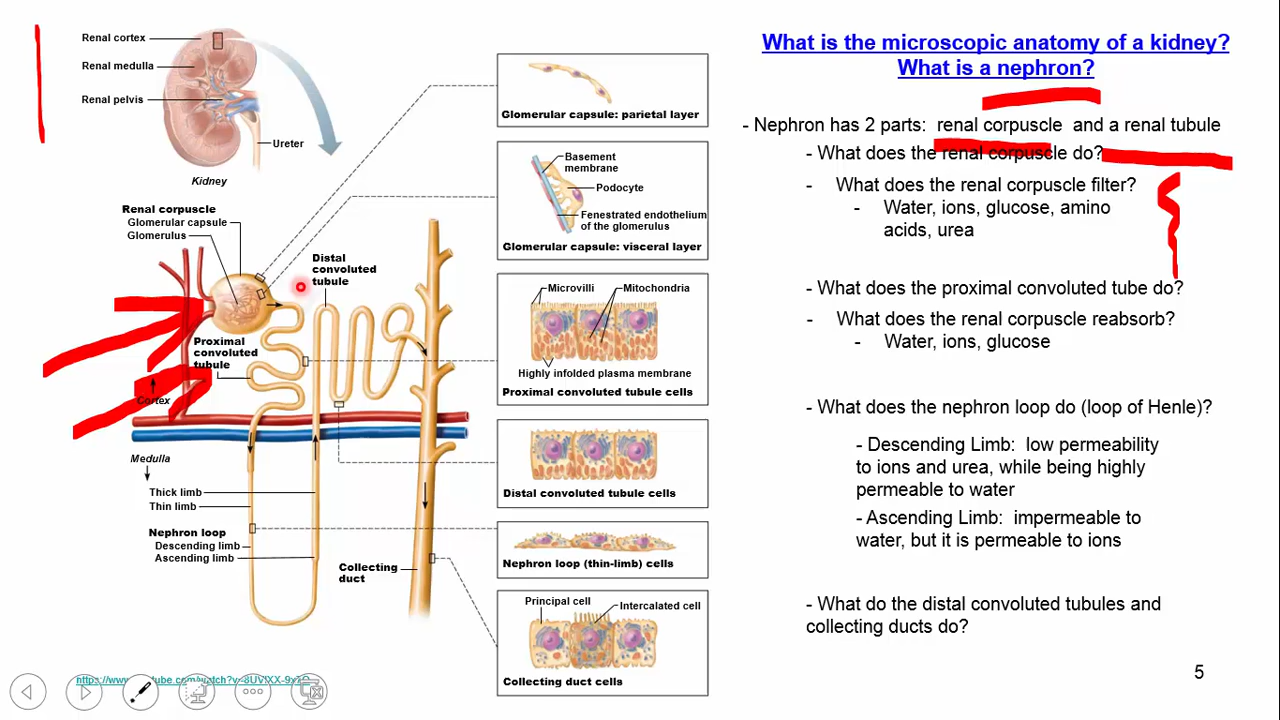 Renal cortex
Renal medulla
Renal pelvis
Ureter
Kidney
Renal corpuscle
Glomerular capsule
Glomerulus
Distal
convoluted
tubule
Proximal
convoluted
tubule
Cortex
Medulla
Thick limb
Thin limb
Nephron loop
Descending limb
Ascending limb
Collecting
duct
Glomerular capsule: parietal layer
Basement
membrane
Podocyte
Fenestrated endothelium
of the glomerulus
Glomerular capsule: visceral layer
Microvilli
Mitochondria
Highly infolded plasma membrane
Proximal convoluted tubule cells
Distal convoluted tubule cells
Nephron loop (thin-limb) cells
Principal cell
Intercalated cell
Collecting duct cells
What is the microscopic anatomy of a kidney?
What is a nephron?
- Nephron has 2 parts: renal corpuscle and a renal tubule
- What does the renal corpuscle do?
- What does the renal corpuscle filter?
- Water, ions, glucose, amino
acids, urea
- What does the proximal convoluted tube do?
- What does the renal corpuscle reabsorb?
- Water, ions, glucose
- What does the nephron loop do (loop of Henle)?
- Descending Limb: low permeability
to ions and urea, while being highly
permeable to water
- Ascending Limb: impermeable to
water, but it is permeable to ions
- What do the distal convoluted tubules and
collecting ducts do?
5